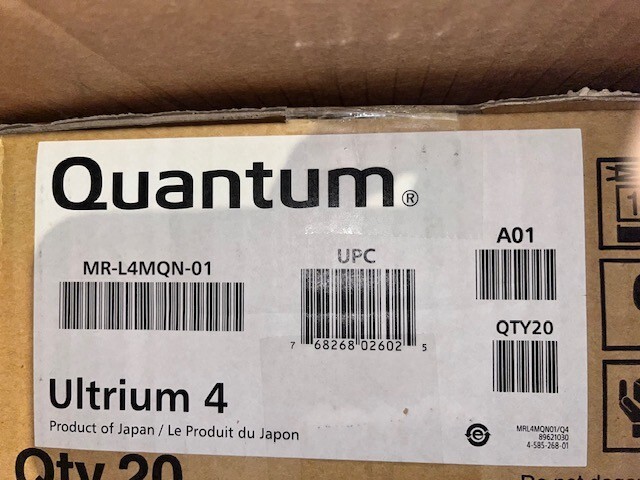 Quantum®
A01
UPC
MR-L4MQN-01
QTY20
7 68268 02602 5
Ultrium 4
Product of Japan / Le Produit du Japon
e
MRL4MQN01/Q4
89621030
4-585-268-01
Qty 20